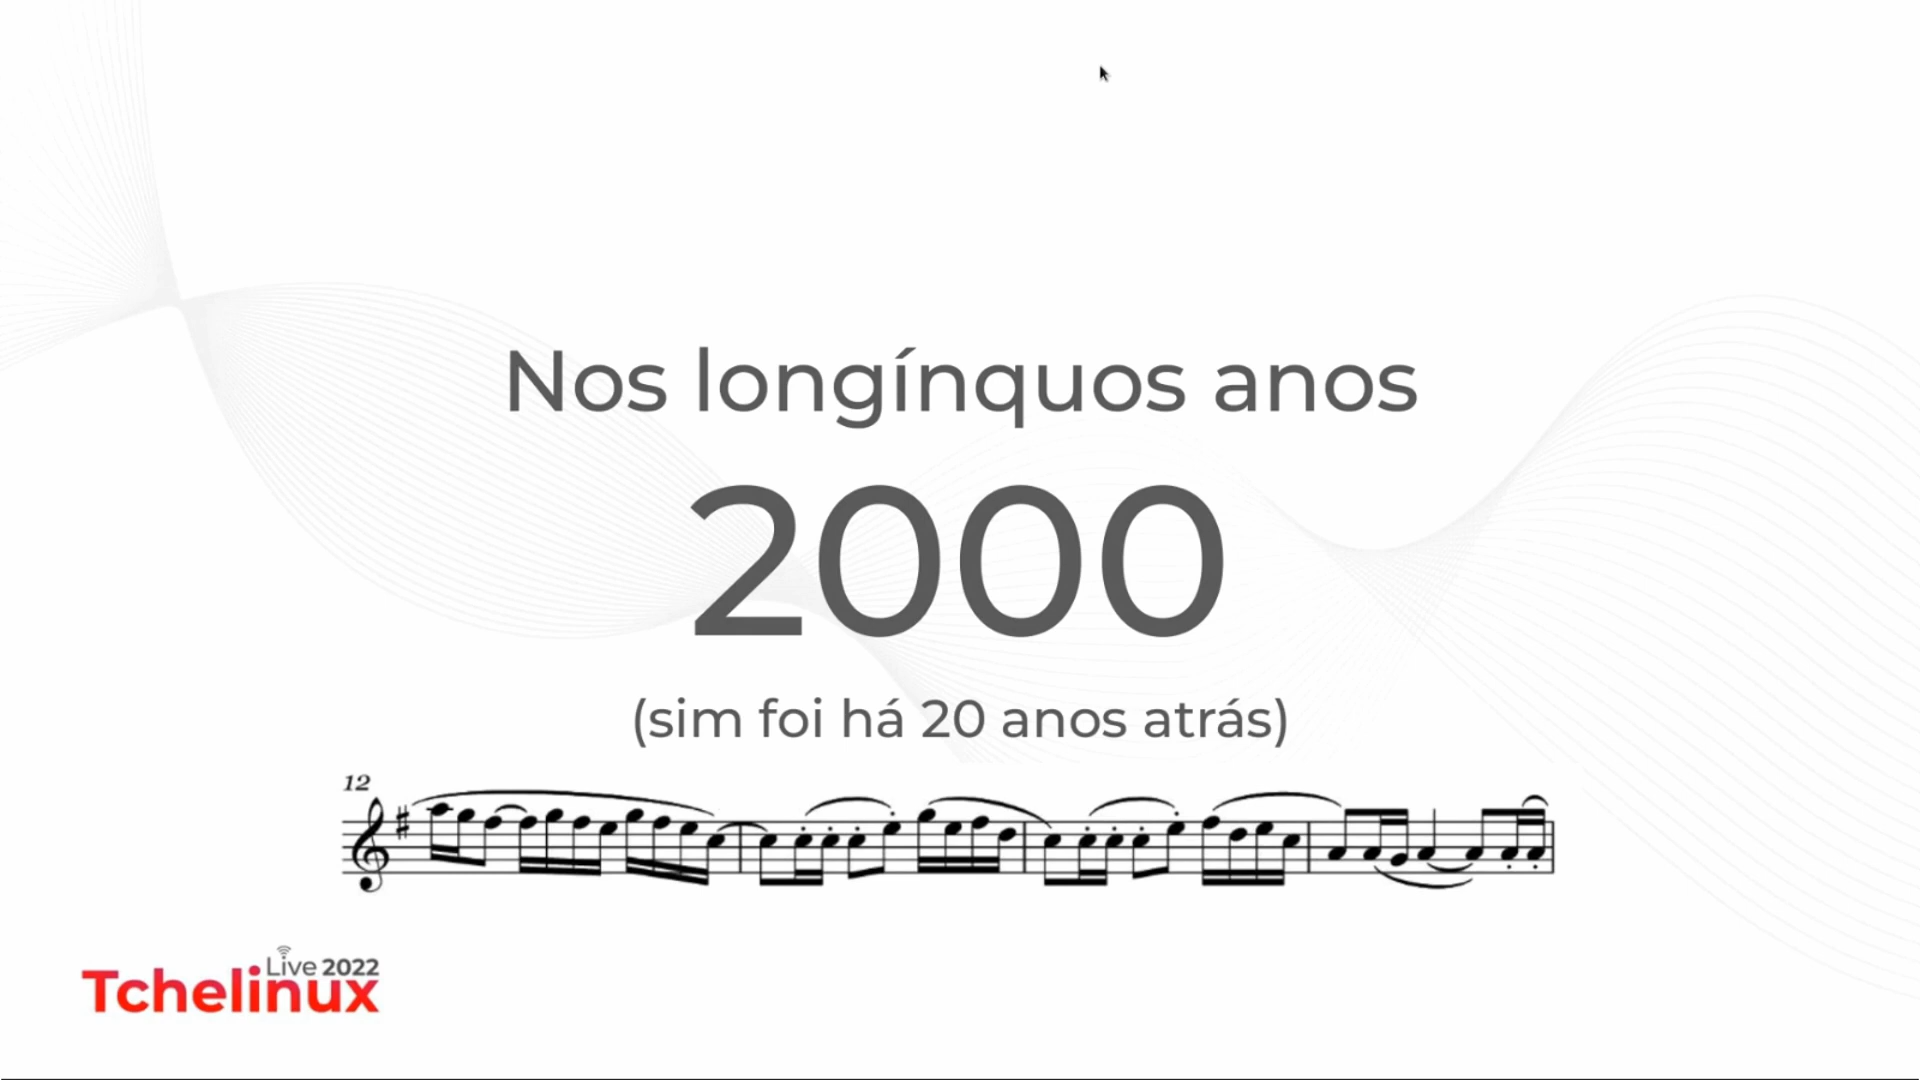 Nos longínquos anos
2000
(sim foi há 20 anos atrás)
12
Live 2022
Tchelinux